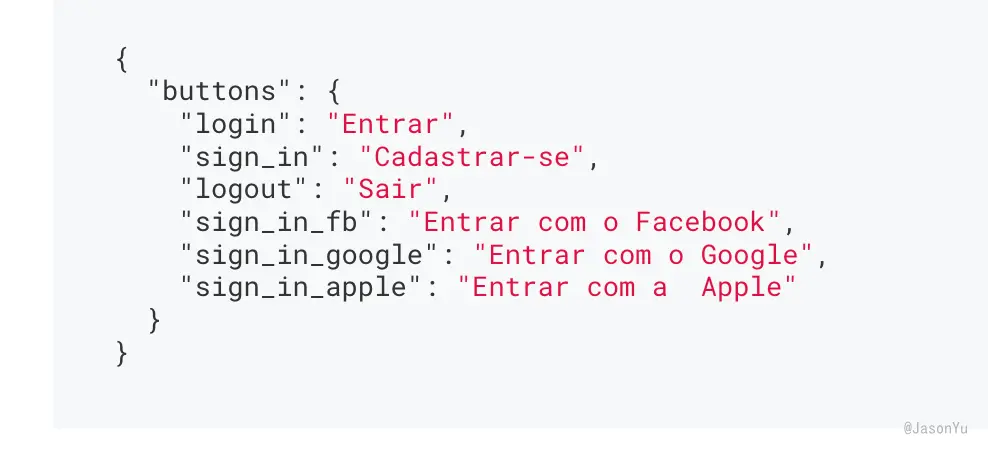 {
  "buttons": {
    "login": "Entrar",
    "sign_in": "Cadastrar-se",
    "logout": "Sair",
    "sign_in_fb": "Entrar com o Facebook",
    "sign_in_google": "Entrar com o Google",
    "sign_in_apple": "Entrar com a  Apple"
  }
}
@JasonYu